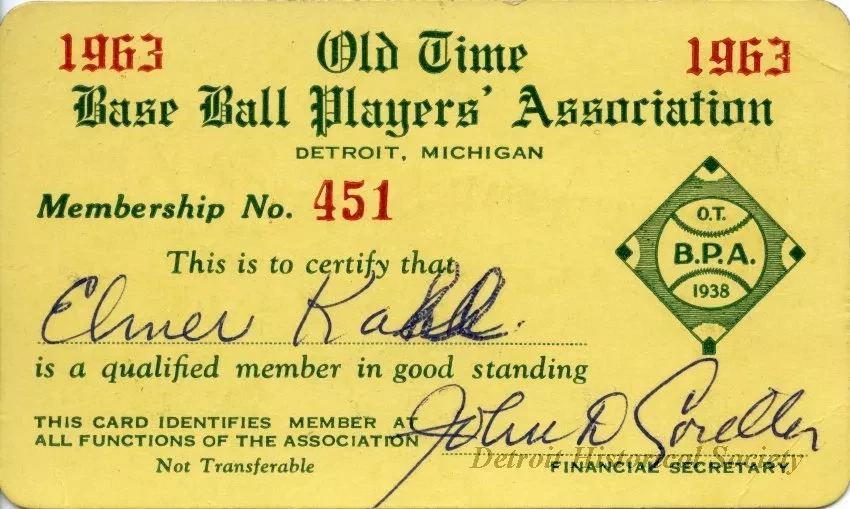 1963 Old Time 1963
Base Ball Players' Association
DETROIT, MICHIGAN
Membership No. 451
O.T.
B.P.A.
1938
This is to certify that
Elmer
is a qualified member in good standing
THIS CARD IDENTIFIES MEMBER AT
ALL FUNCTIONS OF THE ASSOCIATION
Not Transferable
John D
FINANCIAL SECRETARY
Detroit Historical Society